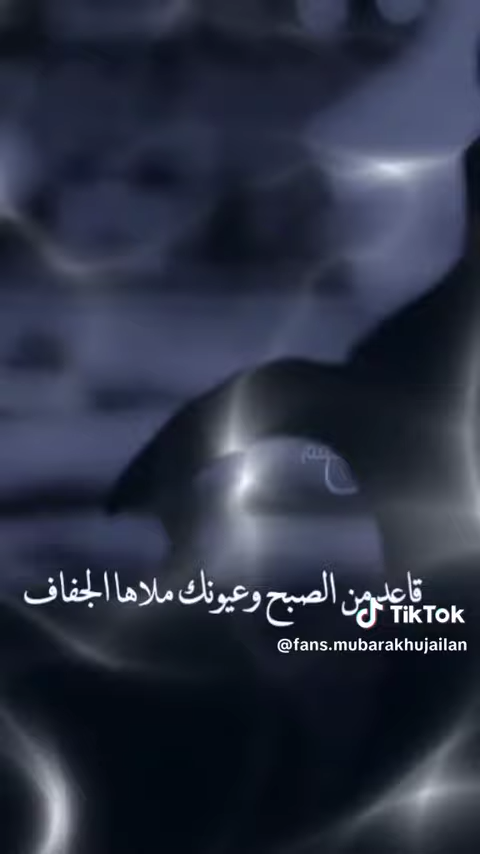 قاعد من الصبح وعيونك ملاها الجفاف
TikTok
@fans.mubarakhujailan